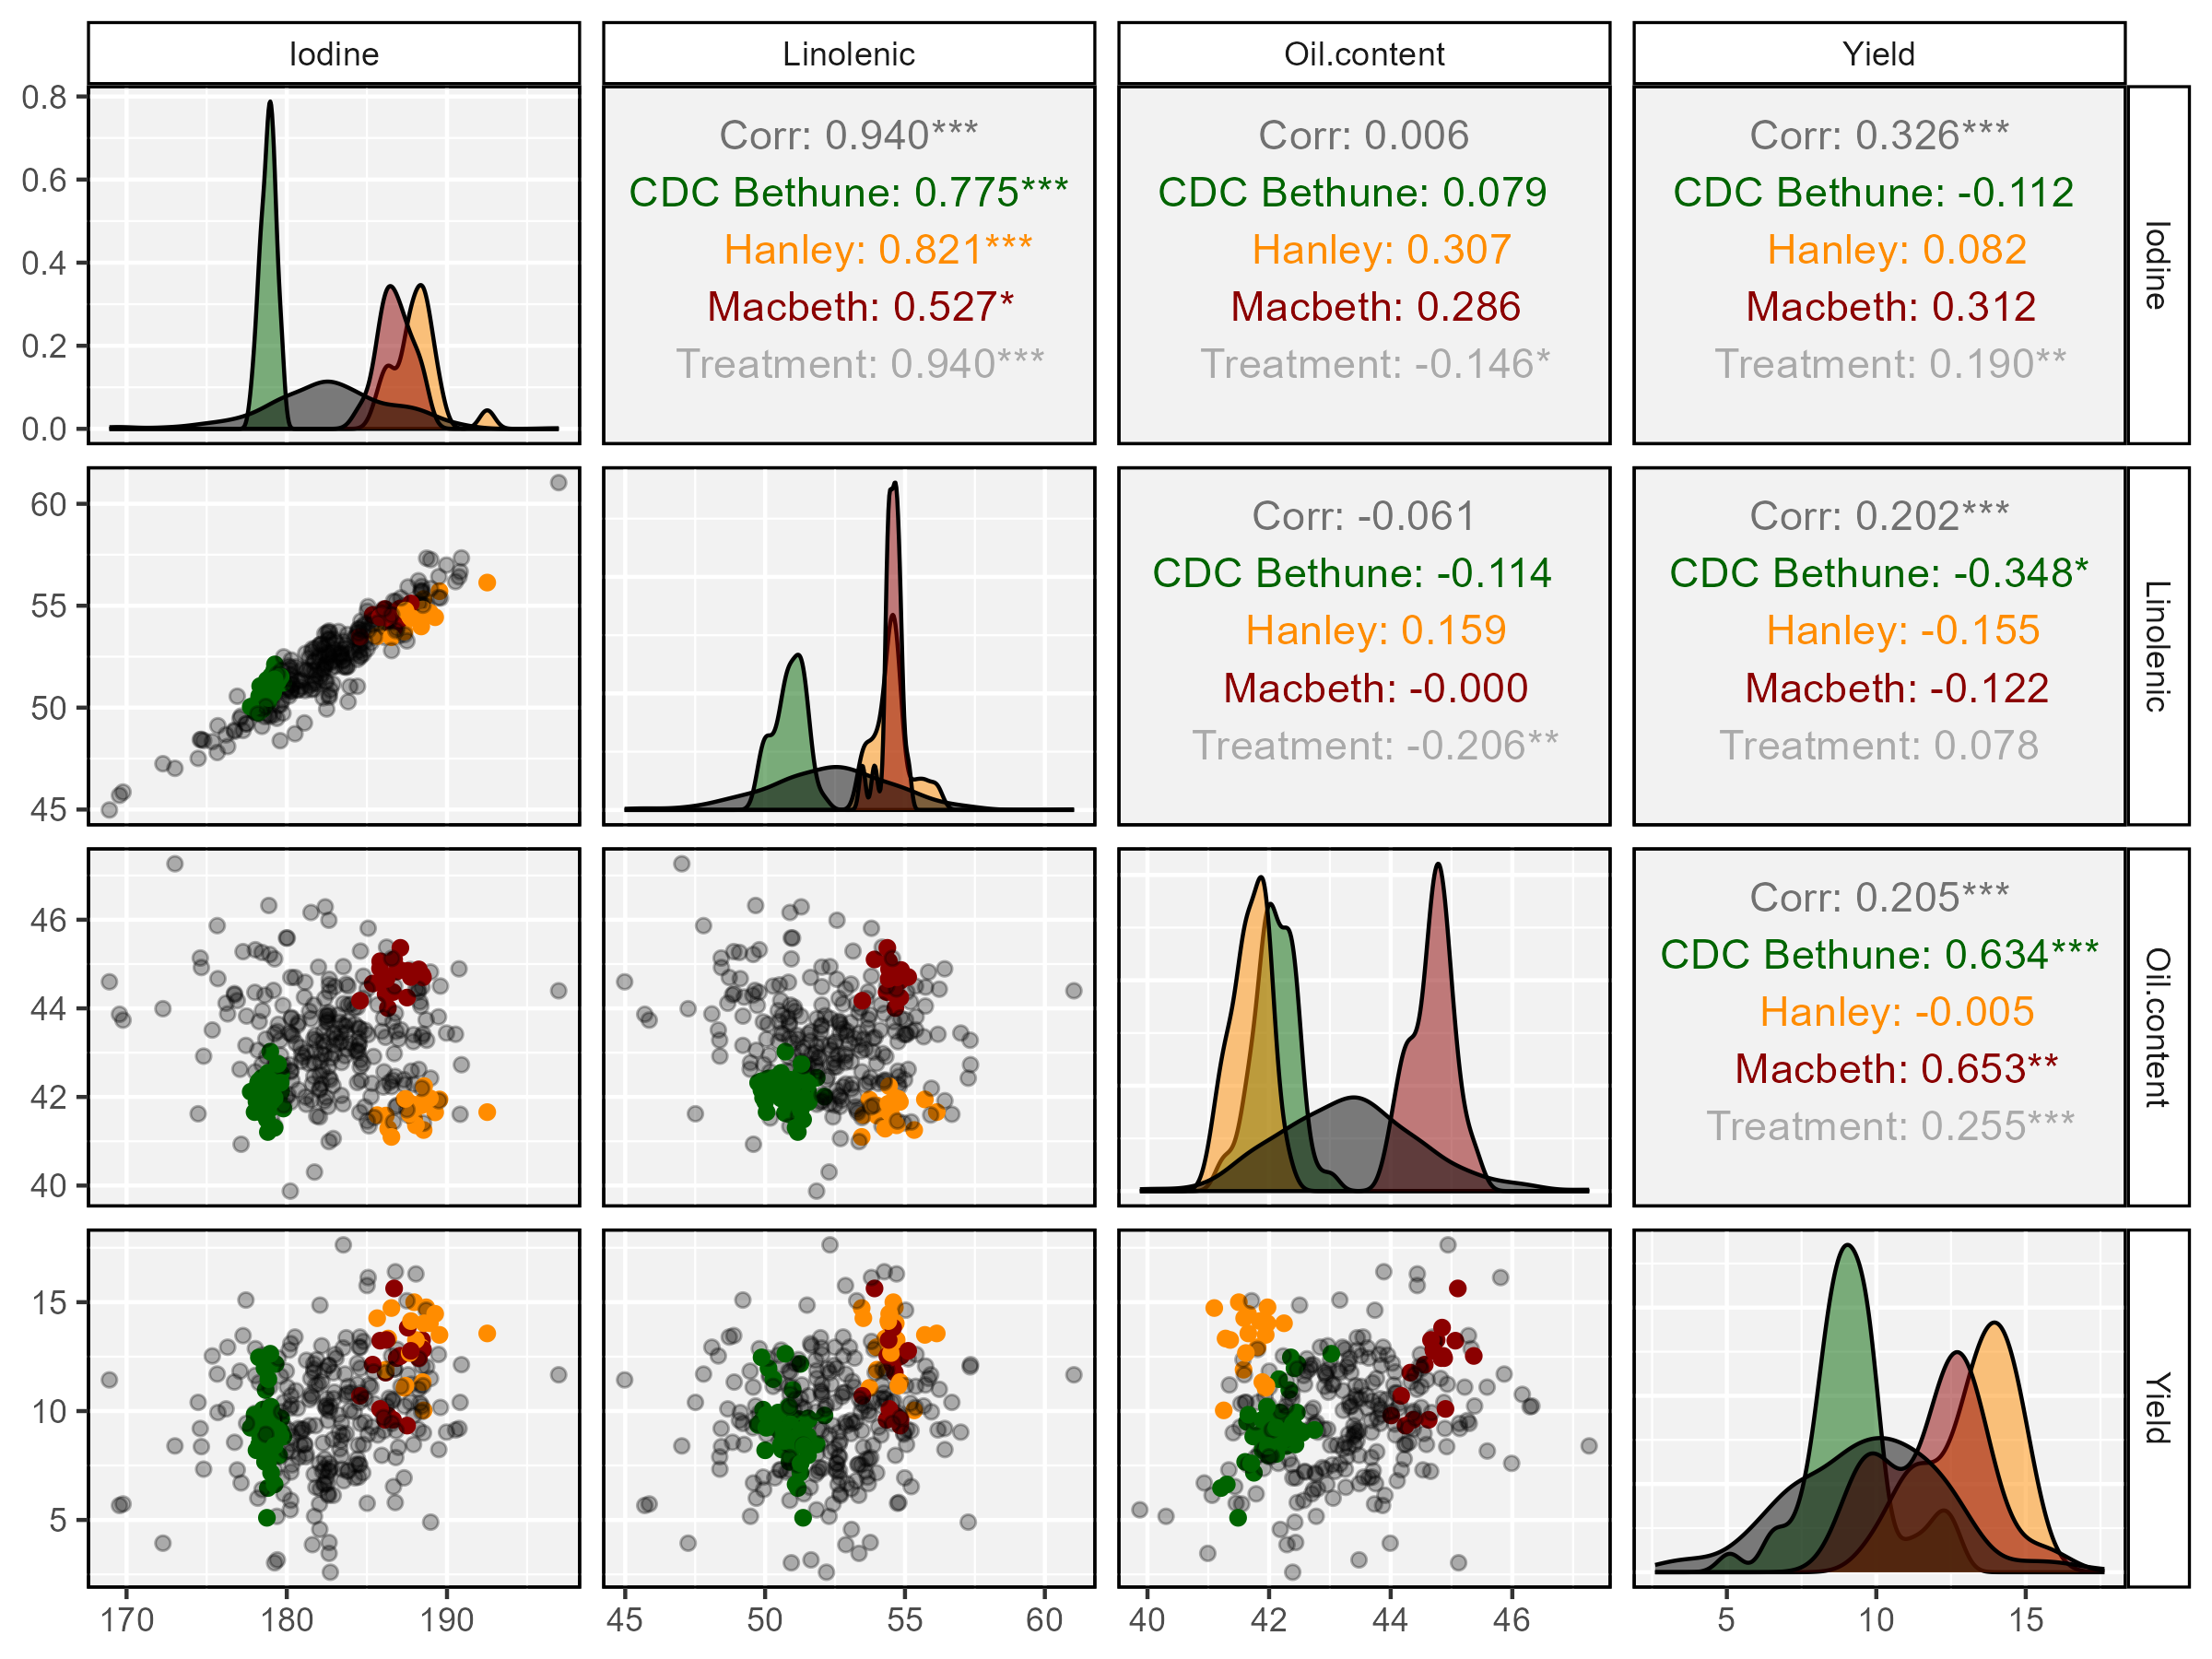 Iodine
Linolenic
Oil.content
Yield
0.8
0.6
0.4
0.2
0.0
Corr: 0.940***
CDC Bethune: 0.775***
Hanley: 0.821***
Macbeth: 0.527*
Treatment: 0.940***
Corr: 0.006
CDC Bethune: 0.079
Hanley: 0.307
Macbeth: 0.286
Treatment: -0.146*
Corr: 0.326***
CDC Bethune: -0.112
Hanley: 0.082
Macbeth: 0.312
Treatment: 0.190**
Iodine
60
55
50
45
Corr: -0.061
CDC Bethune: -0.114
Hanley: 0.159
Macbeth: -0.000
Treatment: -0.206**
Corr: 0.202***
CDC Bethune: -0.348*
Hanley: -0.155
Macbeth: -0.122
Treatment: 0.078
Linolenic
46
44
42
40
Corr: 0.205***
CDC Bethune: 0.634***
Hanley: -0.005
Macbeth: 0.653**
Treatment: 0.255***
Oil.content
15
10
5
Yield
170 180 190
45 50 55 60
40 42 44 46
5 10 15